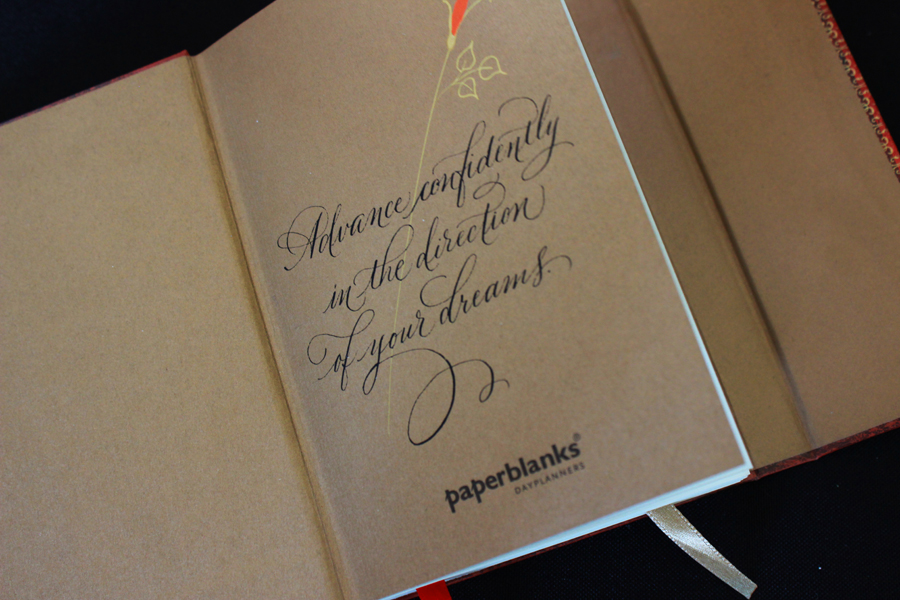 Advance confidently
in the direction
of your dreams.
paperblanks®
DAYPLANNERS